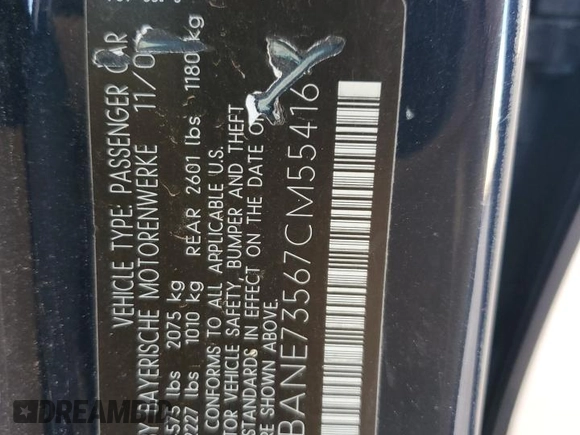 VEHICLE TYPE: PASSENGER CAR
BAYERISCHE MOTORENWERKE 11/0
575 lbs 2075 kg
2227 lbs 1010 kg REAR 2601 lbs 1180 kg
CONFORMS TO ALL APPLICABLE U.S.
VEHICLE SAFETY, BUMPER AND THEFT
STANDARDS IN EFFECT ON THE DATE OF
SHOWN ABOVE.
BANE73567CM55416
DREAMBID